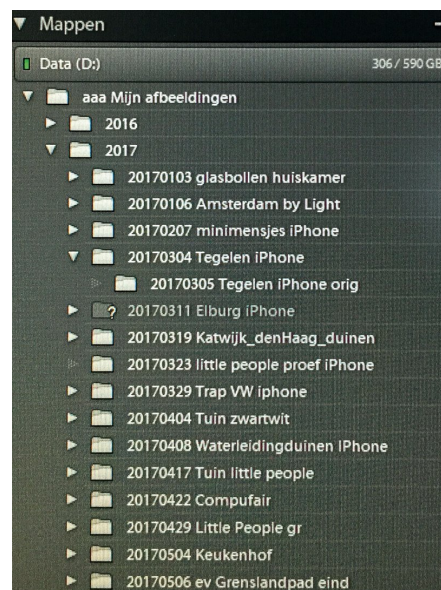 Mappen
Data (D:) 306 / 590 GB
aaa Mijn afbeeldingen
2016
2017
20170103 glasbollen huiskamer
20170106 Amsterdam by Light
20170207 minimensjes iPhone
20170304 Tegelen iPhone
20170305 Tegelen iPhone orig
? 20170311 Elburg iPhone
20170319 Katwijk_denHaag_duinen
20170323 little people proef iPhone
20170329 Trap VW iphone
20170404 Tuin zwartwit
20170408 Waterleidingduinen IPhone
20170417 Tuin little people
20170422 Compufair
20170429 Little People gr
20170504 Keukenhof
20170506 ev Grenslandpad eind